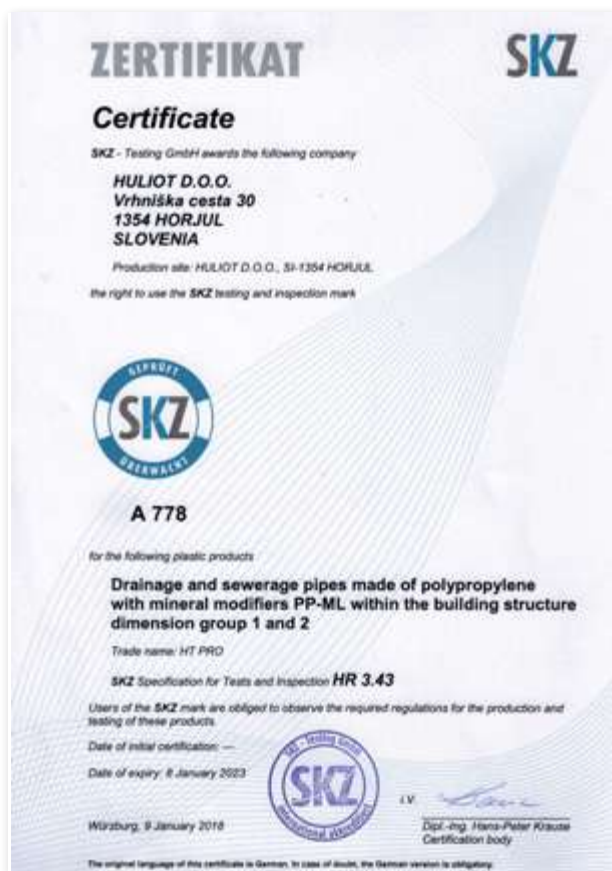 ZERTIFIKAT
SKZ
Certificate
SKZ - Testing GmbH awards the following company
HULIOT D.O.O.
Vrhniška cesta 30
1354 HORJUL
SLOVENIA
Production site: HULIOT D.O.O., SI-1354 HORJUL
the right to use the SKZ testing and inspection mark
GEPRÜFT
SKZ
ÜBERWACHT
A 778
for the following plastic products
Drainage and sewerage pipes made of polypropylene
with mineral modifiers PP-ML within the building structure
dimension group 1 and 2
Trade name: HT PRO
SKZ Specification for Tests and Inspection HR 3.43
Users of the SKZ mark are obliged to observe the required regulations for the production and
testing of these products.
Date of initial certification: —
Date of expiry: 8 January 2023
SKZ - Testing GmbH
SKZ
international akkreditiert
i.V.
Würzburg, 9 January 2018
Dipl.-Ing. Hans-Peter Krause
Certification body
The original language of this certificate is German. In case of doubt, the German version is obligatory.